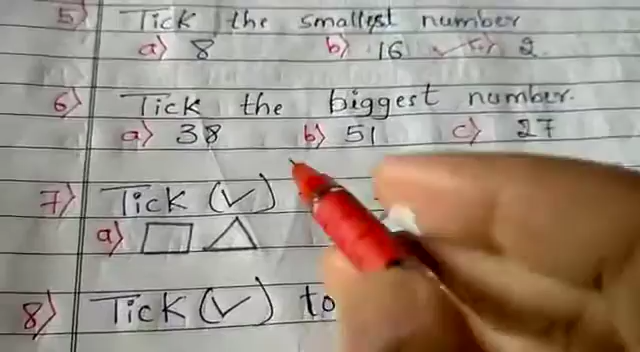 5) Tick the smallest number
a) 8 b) 16 ✓ c) 2
6) Tick the biggest number.
a) 38 b) 51 c) 27
7) Tick (✓)
a)
8) Tick (✓) to